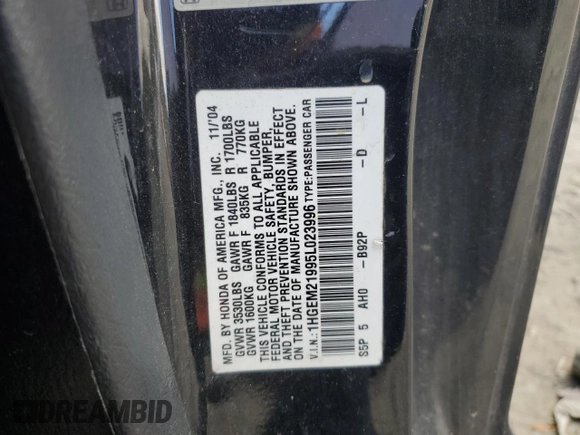 MFD. BY HONDA OF AMERICA MFG., INC. 11/'04
GVWR 3530LBS GAWR F 1840LBS R 1700LBS
GVWR 1600KG GAWR F 835KG R 770KG
THIS VEHICLE CONFORMS TO ALL APPLICABLE
FEDERAL MOTOR VEHICLE SAFETY, BUMPER,
AND THEFT PREVENTION STANDARDS IN EFFECT
ON THE DATE OF MANUFACTURE SHOWN ABOVE.
V.I.N.: 1HGEM21995L023996 TYPE: PASSENGER CAR
S5P 5 AH0 -B92P -D -L
DREAMBID